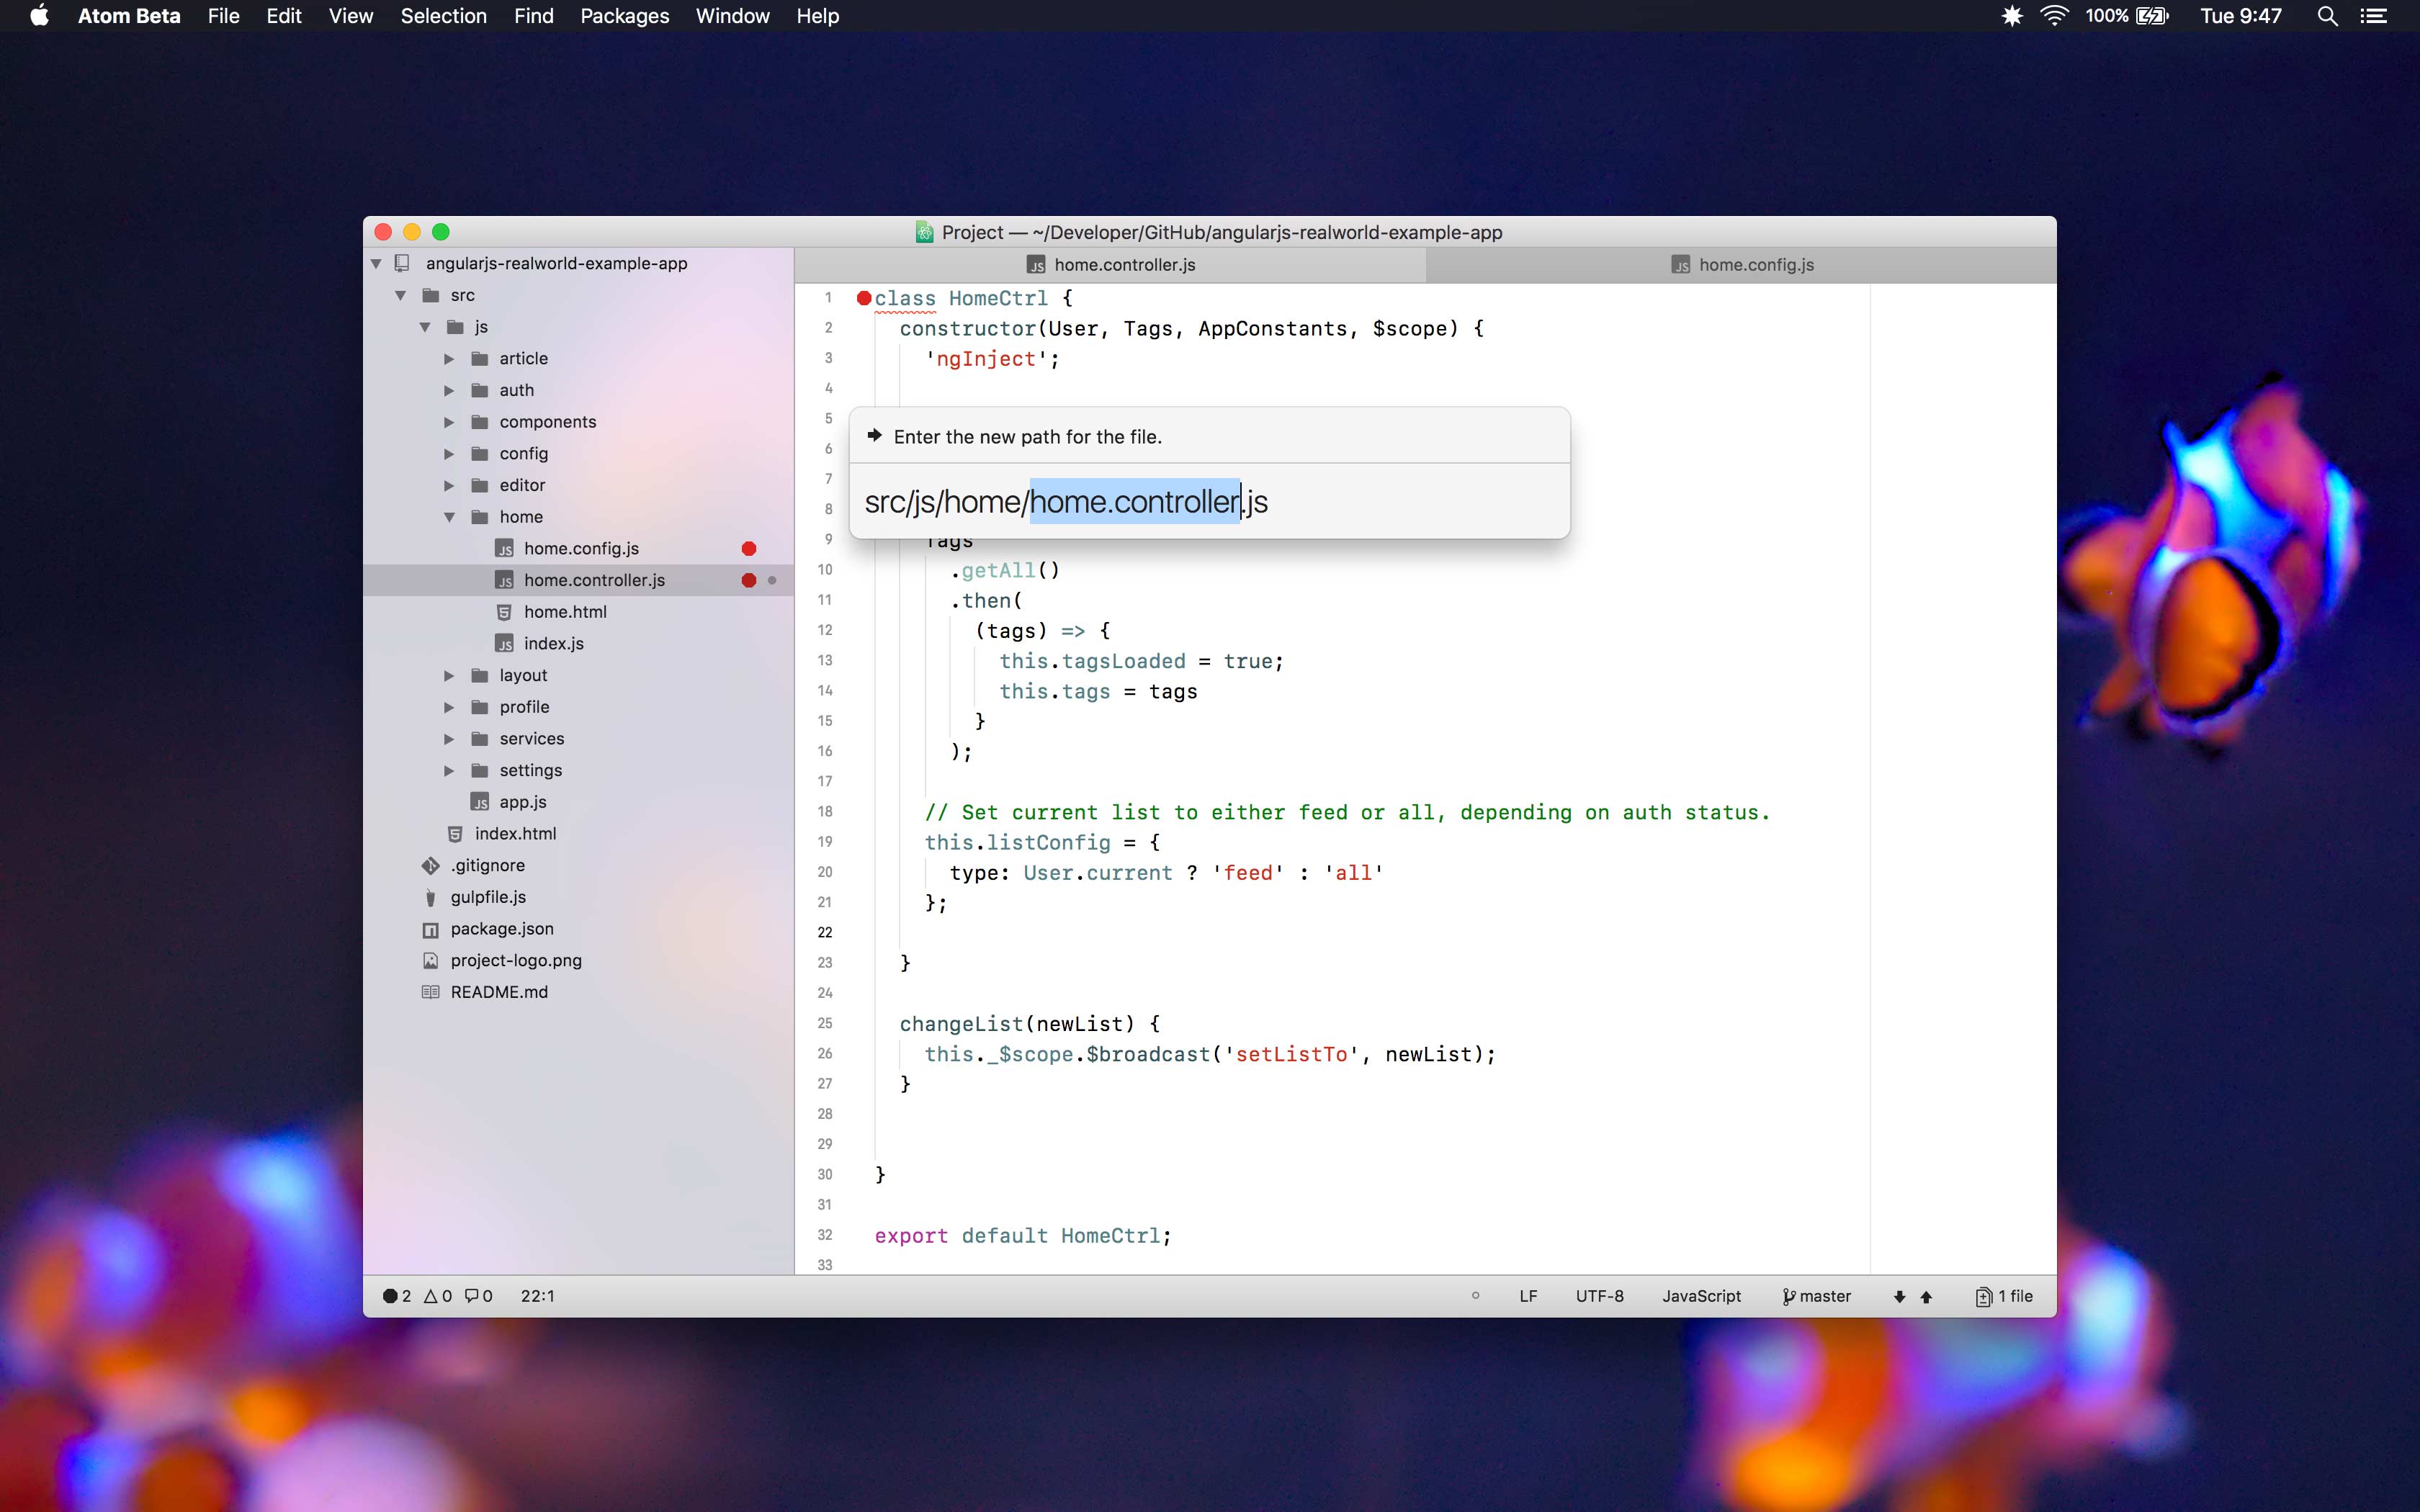 Atom Beta File Edit View Selection Find Packages Window Help 100% Tue 9:47
Project — ~/Developer/GitHub/angularjs-realworld-example-app
angularjs-realworld-example-app
src
js
article
auth
components
config
editor
home
home.config.js
home.controller.js
home.html
index.js
layout
profile
services
settings
app.js
index.html
.gitignore
gulpfile.js
package.json
project-logo.png
README.md
home.controller.js home.config.js
1 class HomeCtrl {
2 constructor(User, Tags, AppConstants, $scope) {
3 'ngInject';
4
5
Enter the new path for the file.
6
7
src/js/home/home.controller.js
8
9 Tags
10 .getAll()
11 .then(
12 (tags) => {
13 this.tagsLoaded = true;
14 this.tags = tags
15 }
16 );
17
18 // Set current list to either feed or all, depending on auth status.
19 this.listConfig = {
20 type: User.current ? 'feed' : 'all'
21 };
22
23 }
24
25 changeList(newList) {
26 this._$scope.$broadcast('setListTo', newList);
27 }
28
29
30 }
31
32 export default HomeCtrl;
33
2 0 0 22:1 LF UTF-8 JavaScript master 1 file